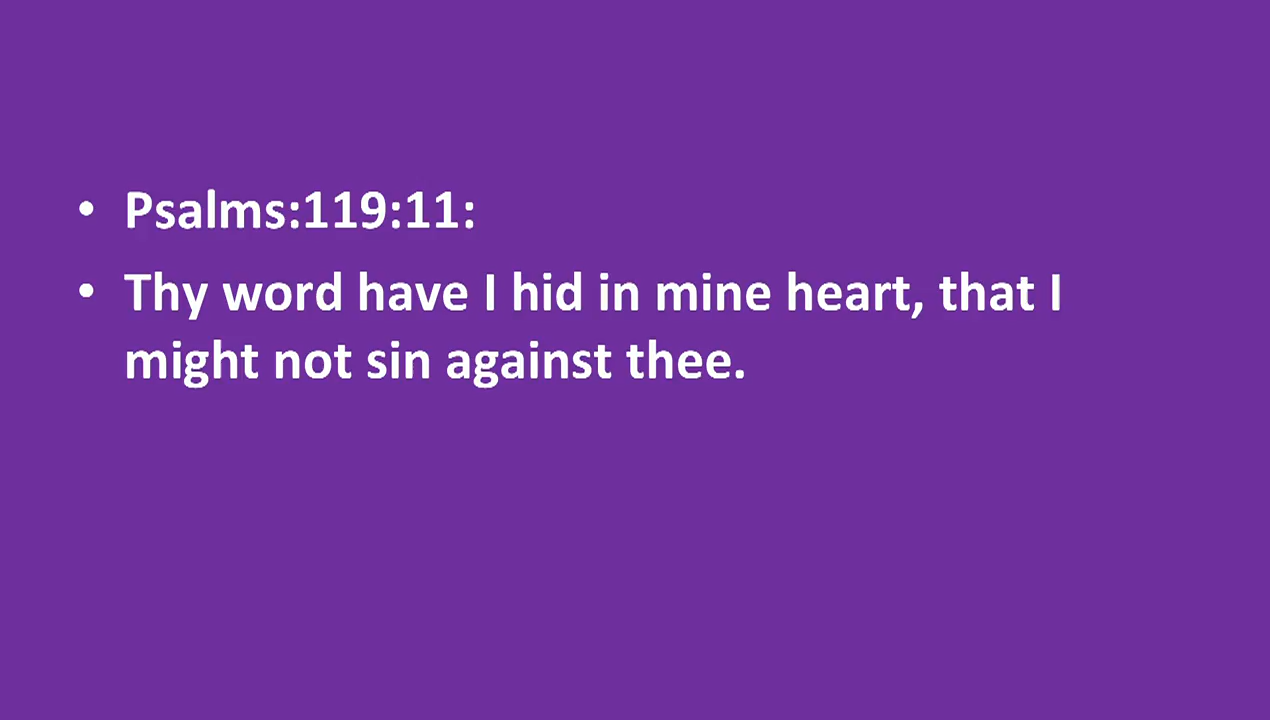 • Psalms:119:11:
• Thy word have I hid in mine heart, that I
might not sin against thee.